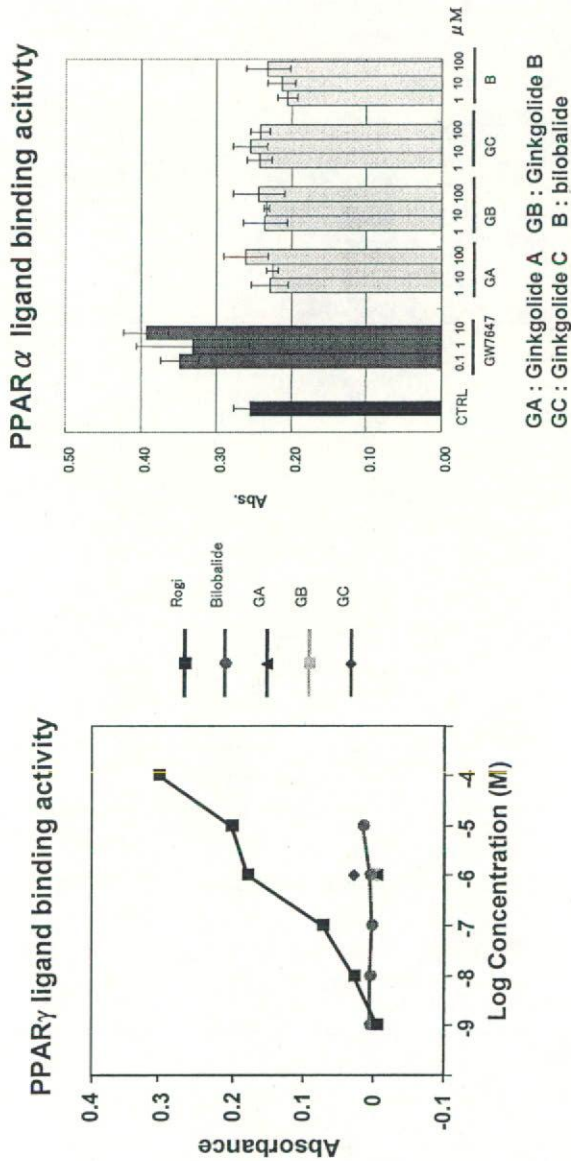 PPARγ ligand binding activity
0.4
0.3
0.2
0.1
0
-0.1
Absorbance
-9
-8
-7
-6
-5
-4
Log Concentration (M)
Rogi
Bilobalide
GA
GB
GC
PPAR α ligand binding acitivty
0.50
0.40
0.30
0.20
0.10
0.00
Abs.
0.1 1 10
1 10 100
1 10 100
1 10 100
1 10 100
μM
CTRL
GW7647
GA
GB
GC
B
GA : Ginkgolide A GB : Ginkgolide B
GC : Ginkgolide C B : bilobalide